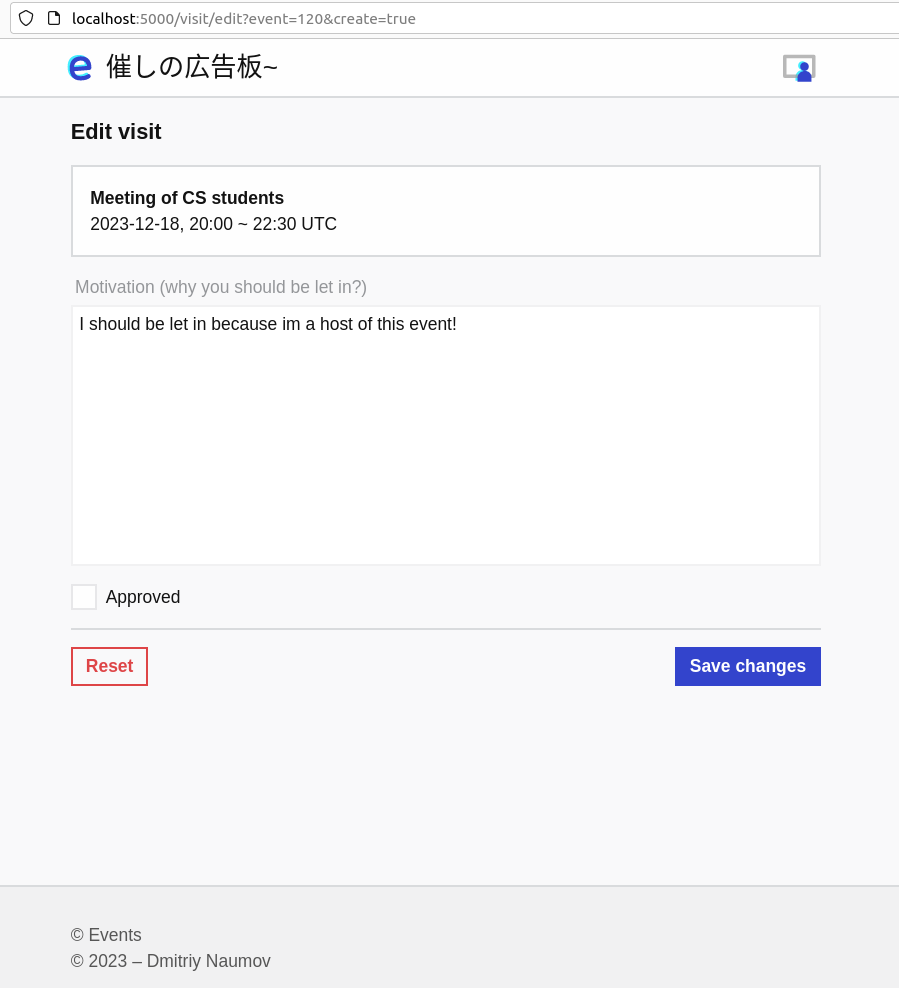 localhost:5000/visit/edit?event=120&create=true
e 催しの広告板~
Edit visit
Meeting of CS students
2023-12-18, 20:00 ~ 22:30 UTC
Motivation (why you should be let in?)
I should be let in because im a host of this event!
Approved
Reset
Save changes
© Events
© 2023 – Dmitriy Naumov